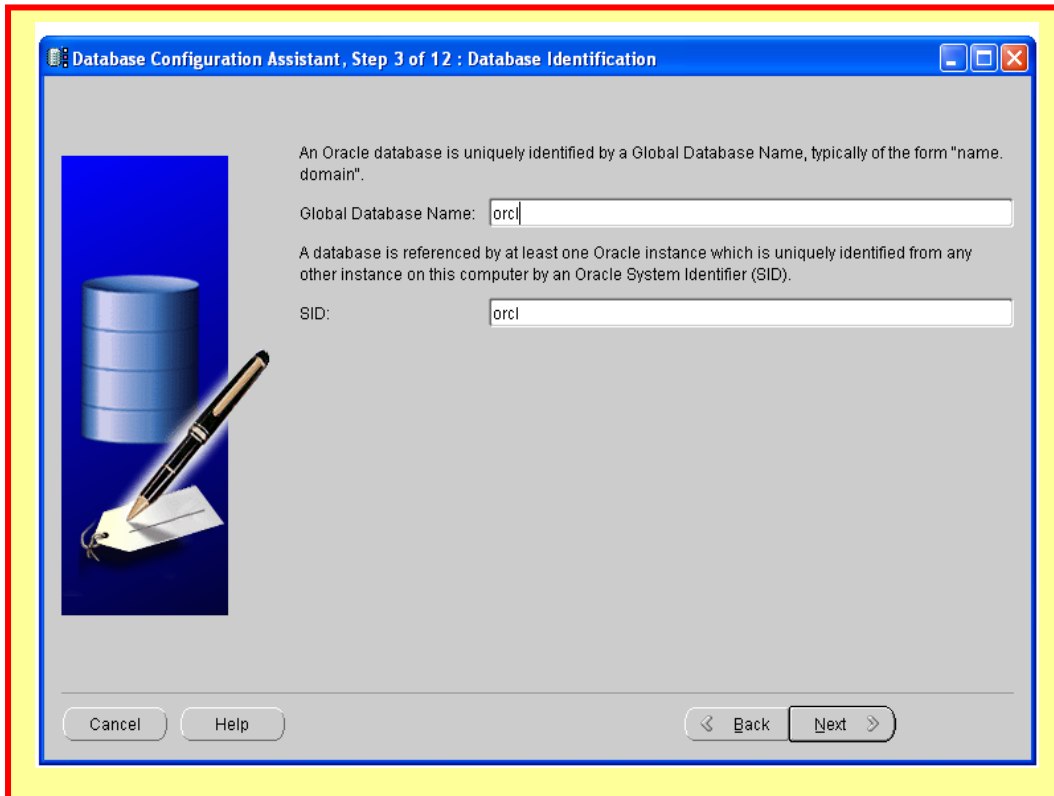 Database Configuration Assistant, Step 3 of 12 : Database Identification
An Oracle database is uniquely identified by a Global Database Name, typically of the form "name.
domain".
Global Database Name: orcl
A database is referenced by at least one Oracle instance which is uniquely identified from any
other instance on this computer by an Oracle System Identifier (SID).
SID: orcl
Cancel Help Back Next